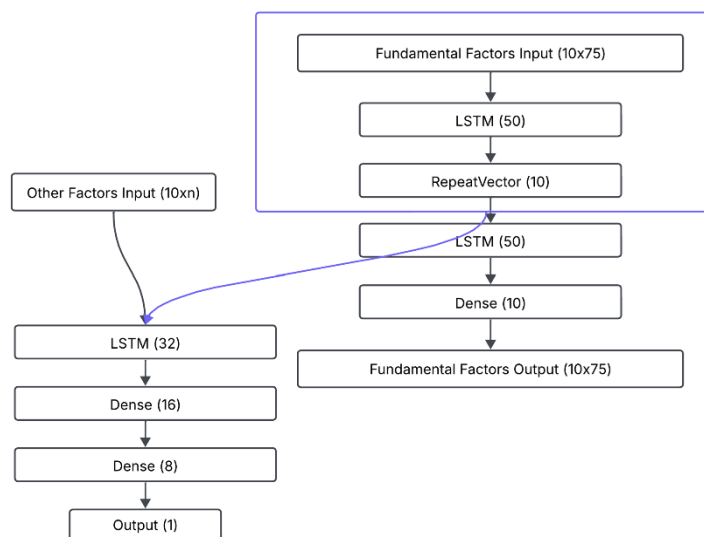 Fundamental Factors Input (10x75)
LSTM (50)
RepeatVector (10)
LSTM (50)
Dense (10)
Fundamental Factors Output (10x75)
Other Factors Input (10xn)
LSTM (32)
Dense (16)
Dense (8)
Output (1)